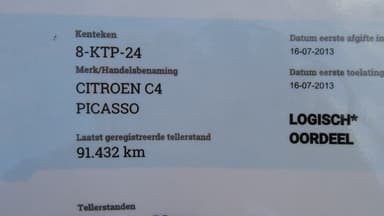 Kenteken
8-KTP-24
Merk/Handelsbenaming
CITROEN C4
PICASSO
Laatst geregistreerde tellerstand
91.432 km
Tellerstanden
Datum eerste afgifte in
16-07-2013
Datum eerste toelating
16-07-2013
LOGISCH*
OORDEEL